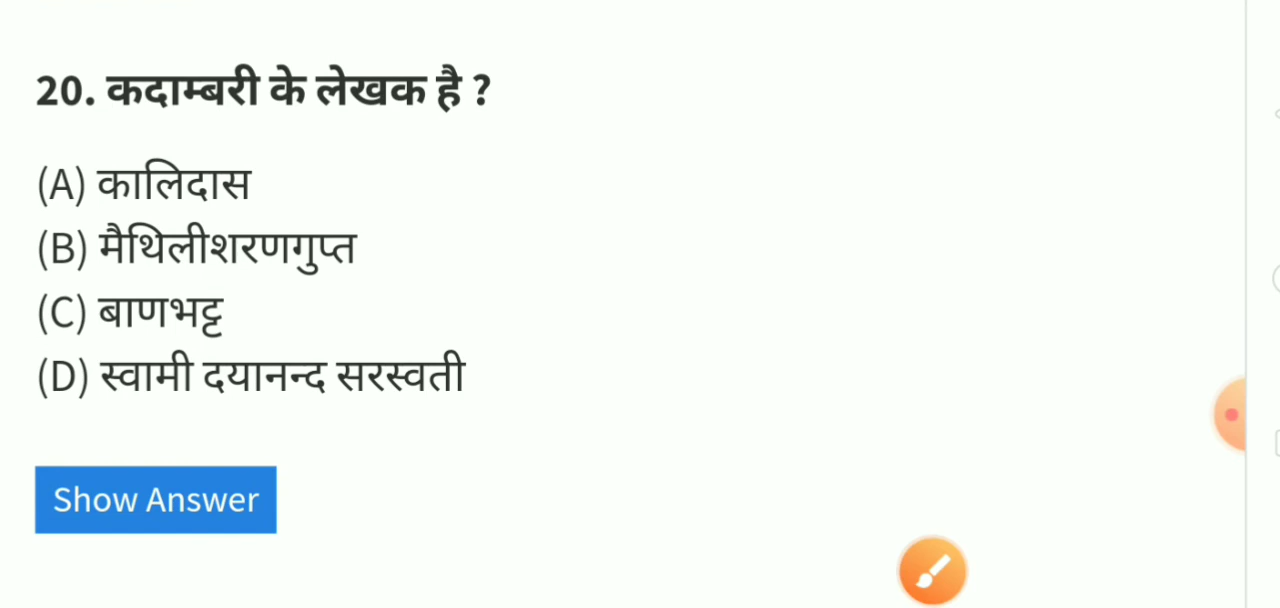 20. कदाम्बरी के लेखक है ?
(A) कालिदास
(B) मैथिलीशरणगुप्त
(C) बाणभट्ट
(D) स्वामी दयानन्द सरस्वती
Show Answer